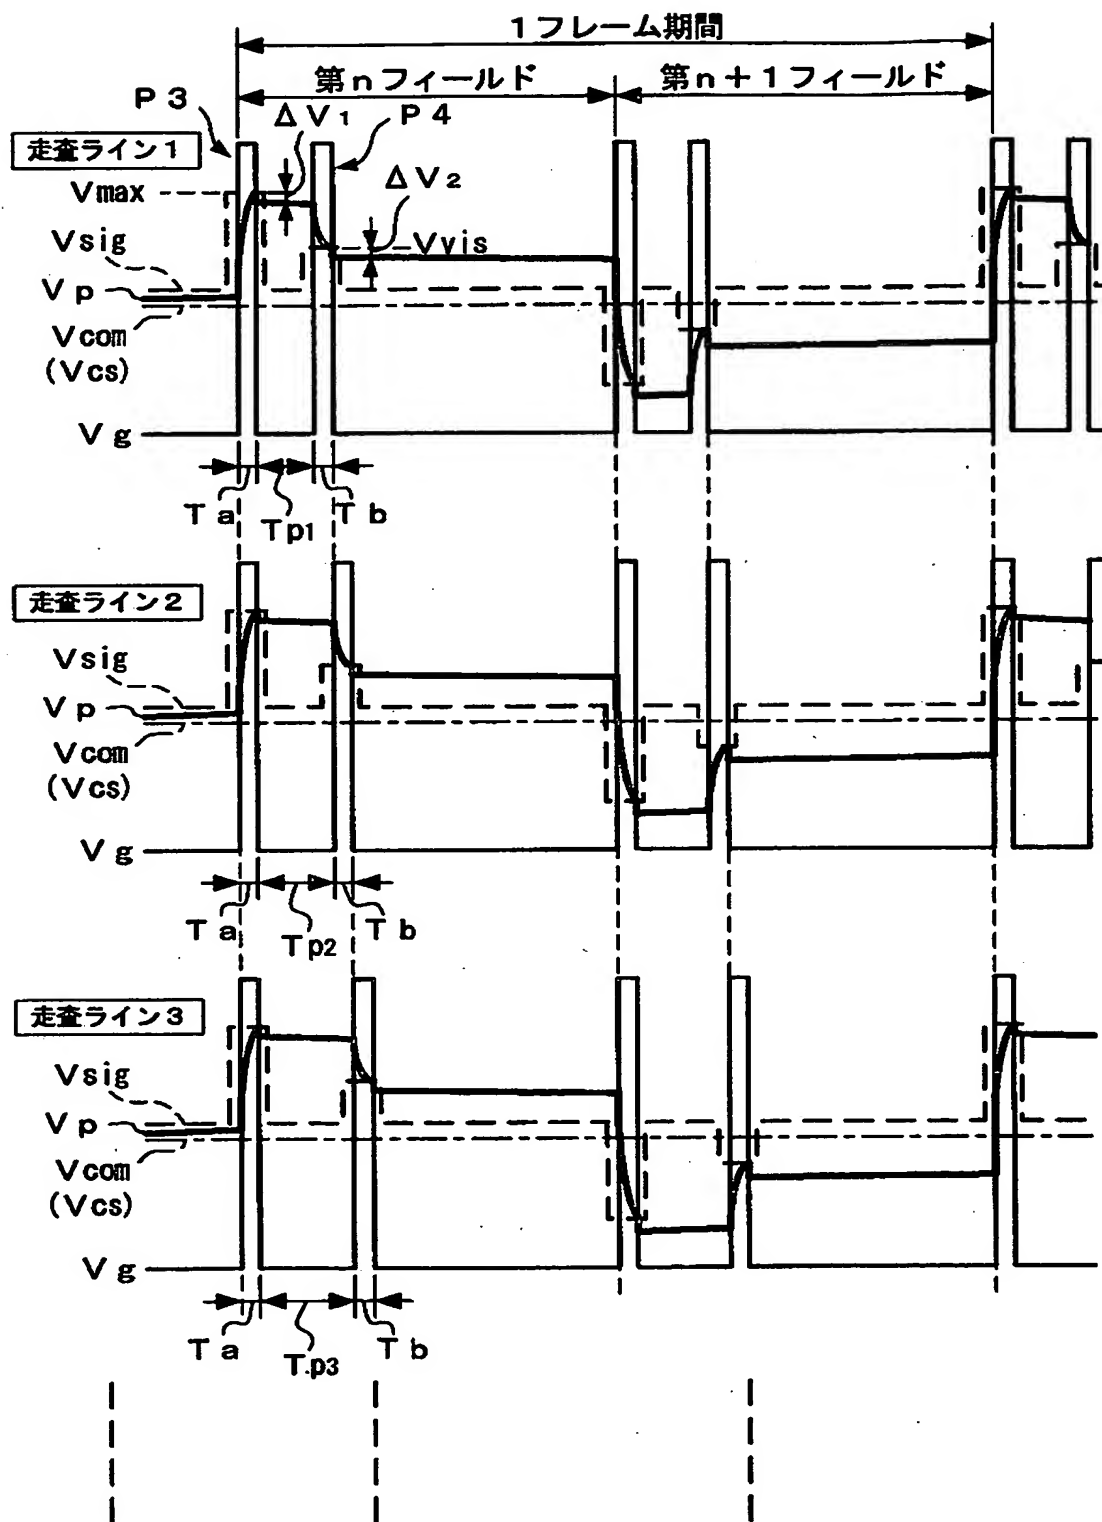 1フレーム期間
第nフィールド
第n+1フィールド
P3
ΔV1
P4
走査ライン1
Vmax
ΔV2
Vsig
Vvis
Vp
Vcom
(Vcs)
Vg
Ta
Tp1
Tb
走査ライン2
Vsig
Vp
Vcom
(Vcs)
Vg
Ta
Tp2
Tb
走査ライン3
Vsig
Vp
Vcom
(Vcs)
Vg
Ta
T.p3
Tb